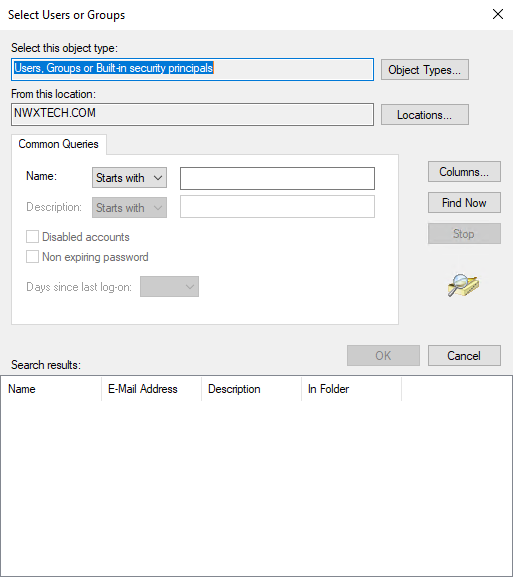 Select Users or Groups
Select this object type:
Users, Groups or Built-in security principals
Object Types...
From this location:
NWXTECH.COM
Locations...
Common Queries
Name:
Starts with
Columns...
Description:
Starts with
Find Now
Disabled accounts
Stop
Non expiring password
Days since last log-on:
OK
Cancel
Search results:
Name
E-Mail Address
Description
In Folder